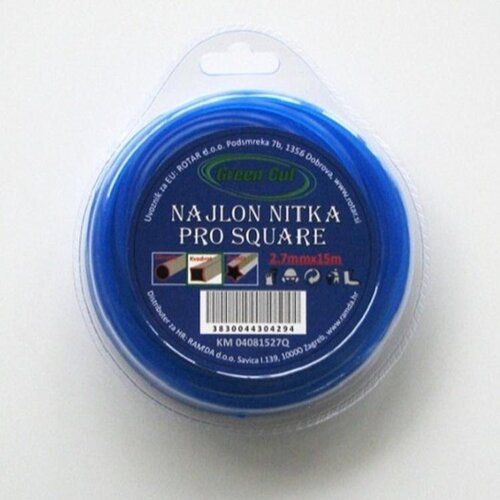 Uvoznik za EU: ROTAR d.o.o. Podsmreka 7b, 1356 Dobrova, www.rotar.si
Green Cut
NAJLON NITKA
PRO SQUARE
Kvadrat
2,7mmx15m
3830044304294
KM 04081527Q
Distributer za HR: RAMDA d.o.o. Savica I.139, 10000 Zagreb, www.ramda.hr